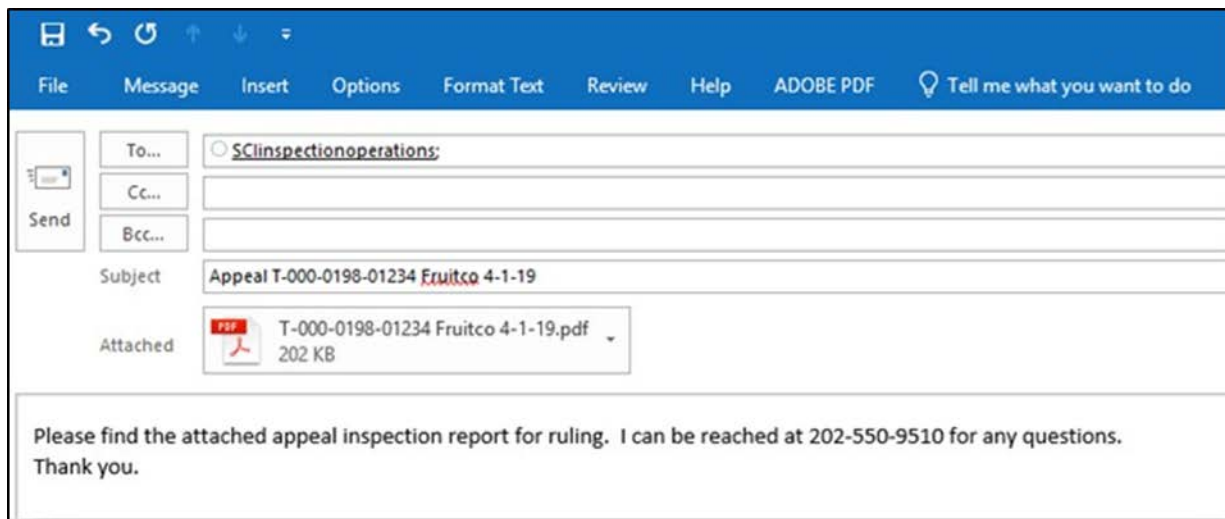 File Message Insert Options Format Text Review Help ADOBE PDF Tell me what you want to do
To... SCIinspectionoperations;
Cc...
Send
Bcc...
Subject Appeal T-000-0198-01234 Fruitco 4-1-19
PDF T-000-0198-01234 Fruitco 4-1-19.pdf
Attached 202 KB
Please find the attached appeal inspection report for ruling. I can be reached at 202-550-9510 for any questions.
Thank you.